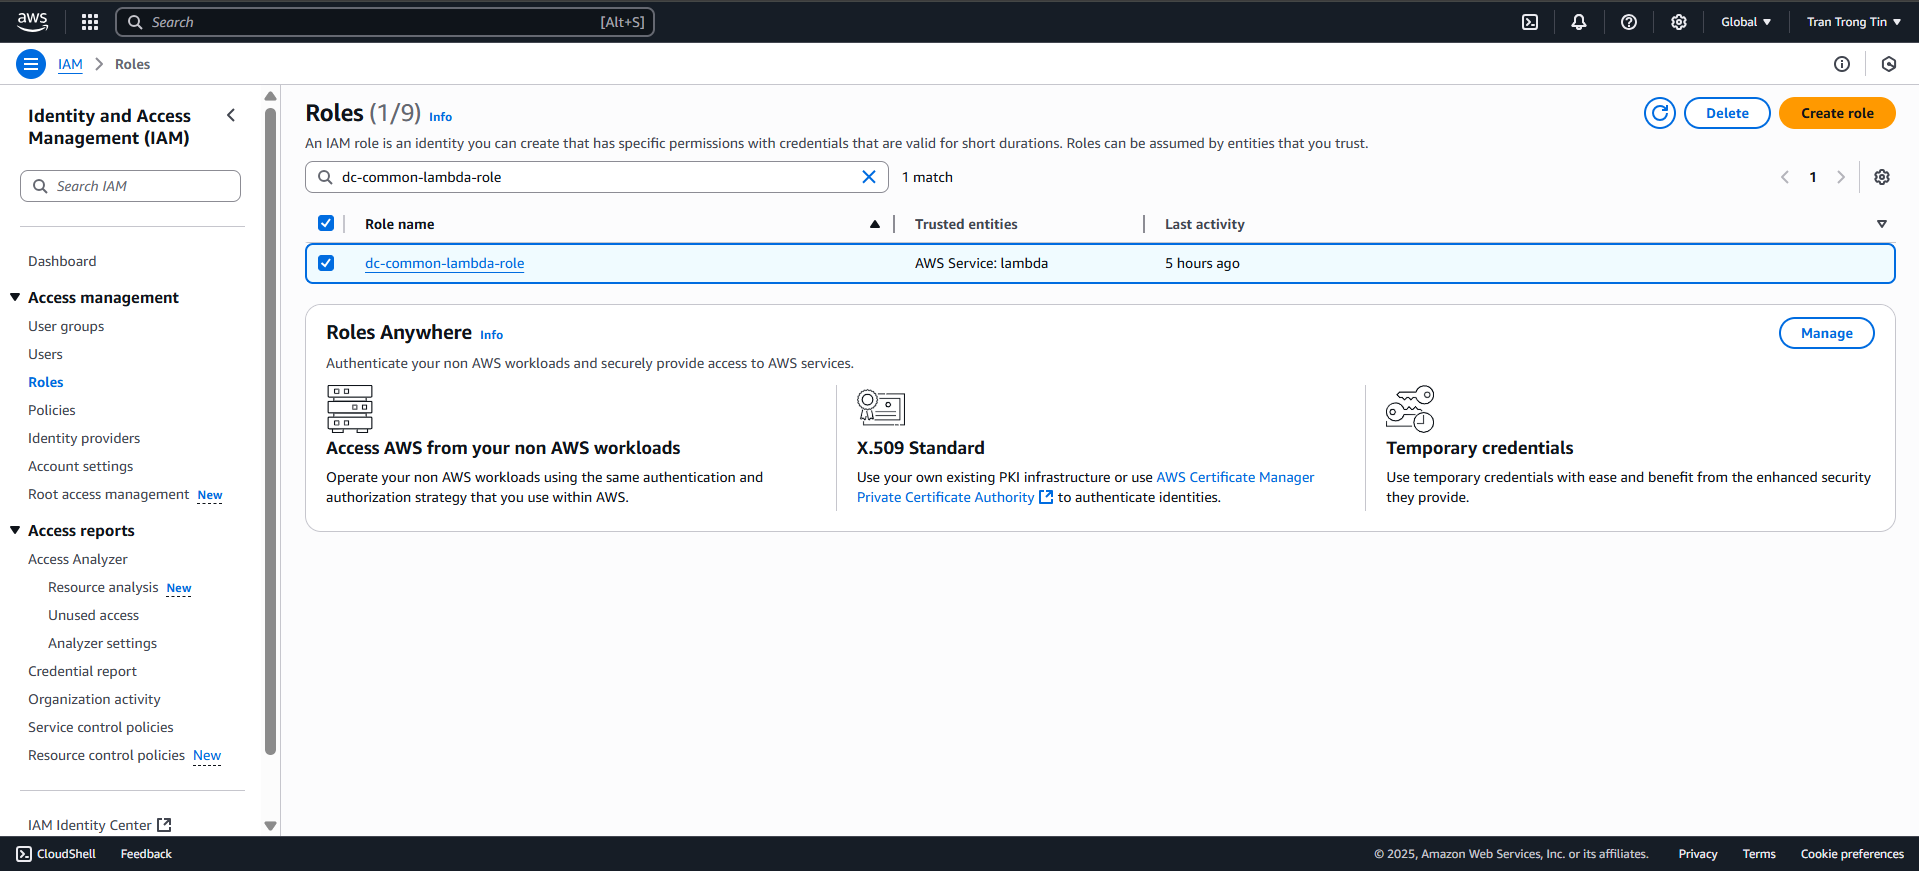 aws
Search [Alt+S]
Global
Tran Trong Tin
IAM
Roles
Identity and Access
Management (IAM)
Search IAM
Dashboard
Access management
User groups
Users
Roles
Policies
Identity providers
Account settings
Root access management New
Access reports
Access Analyzer
Resource analysis New
Unused access
Analyzer settings
Credential report
Organization activity
Service control policies
Resource control policies New
IAM Identity Center
Roles (1/9) Info
Delete
Create role
An IAM role is an identity you can create that has specific permissions with credentials that are valid for short durations. Roles can be assumed by entities that you trust.
dc-common-lambda-role
1 match
1
Role name
Trusted entities
Last activity
dc-common-lambda-role
AWS Service: lambda
5 hours ago
Roles Anywhere Info
Manage
Authenticate your non AWS workloads and securely provide access to AWS services.
Access AWS from your non AWS workloads
Operate your non AWS workloads using the same authentication and
authorization strategy that you use within AWS.
X.509 Standard
Use your own existing PKI infrastructure or use AWS Certificate Manager
Private Certificate Authority to authenticate identities.
Temporary credentials
Use temporary credentials with ease and benefit from the enhanced security
they provide.
CloudShell
Feedback
© 2025, Amazon Web Services, Inc. or its affiliates.
Privacy
Terms
Cookie preferences